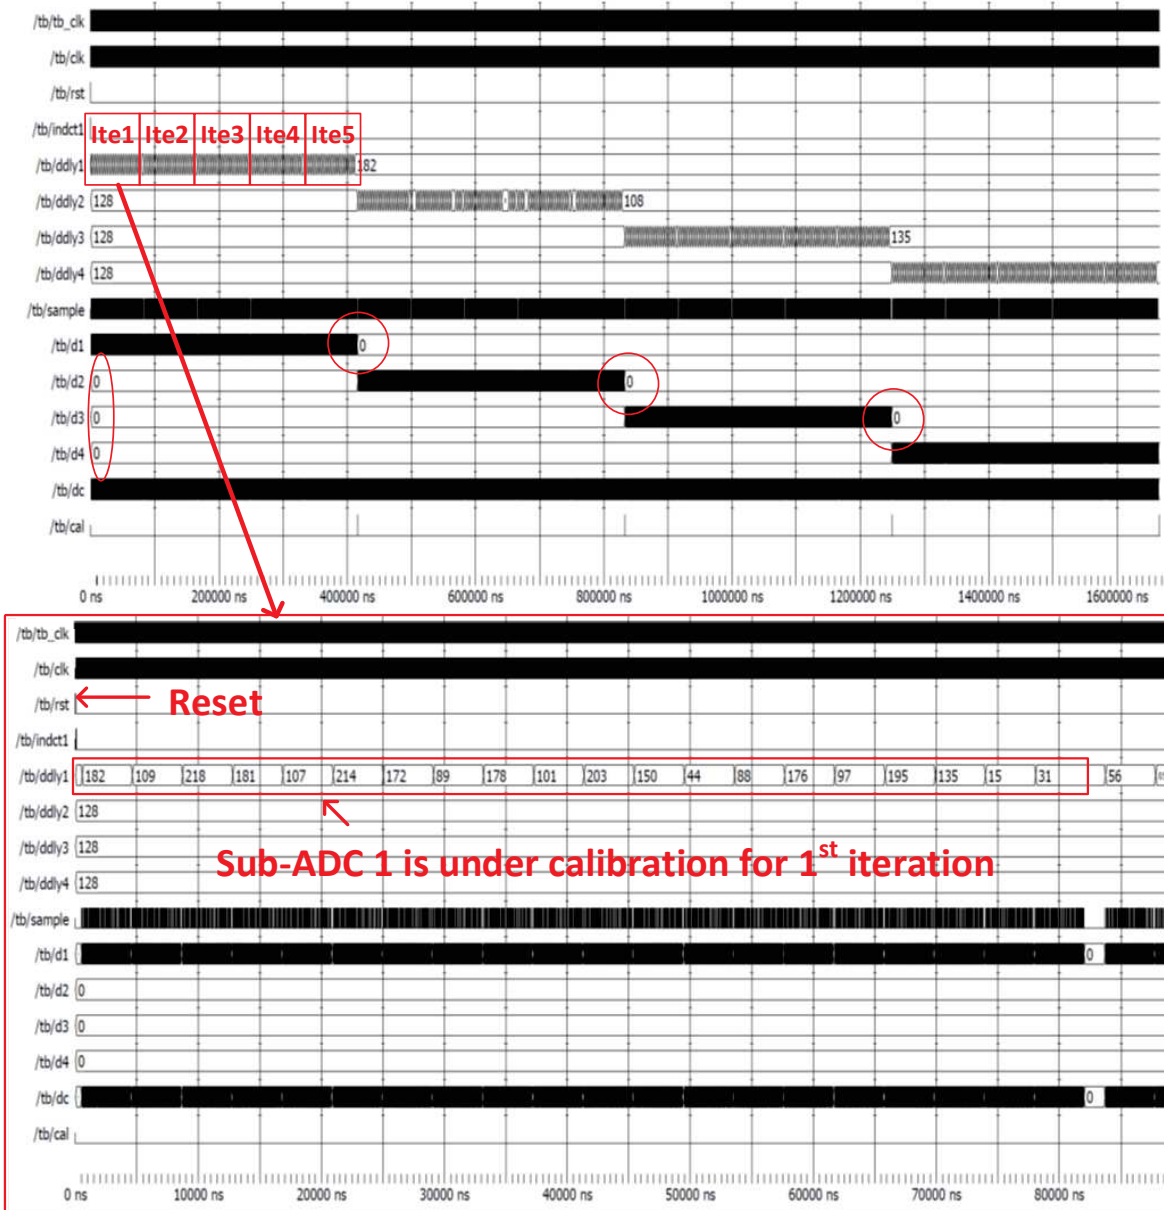 /tb/tb_clk
/tb/clk
/tb/rst
/tb/indct1 Ite1 Ite2 Ite3 Ite4 Ite5
/tb/ddly1 182
/tb/ddly2 128 108
/tb/ddly3 128 135
/tb/ddly4 128
/tb/sample
/tb/d1 0
/tb/d2 0 0
/tb/d3 0 0
/tb/d4 0
/tb/dc
/tb/cal
0 ns 200000 ns 400000 ns 600000 ns 800000 ns 1000000 ns 1200000 ns 1400000 ns 1600000 ns
/tb/tb_clk
/tb/clk
/tb/rst Reset
/tb/indct1
/tb/ddly1 182 109 218 181 107 214 172 89 178 101 203 150 44 88 176 97 195 135 15 31 56
/tb/ddly2 128
/tb/ddly3 128
Sub-ADC 1 is under calibration for 1st iteration
/tb/ddly4 128
/tb/sample
/tb/d1 0
/tb/d2 0
/tb/d3 0
/tb/d4 0
/tb/dc 0
/tb/cal
0 ns 10000 ns 20000 ns 30000 ns 40000 ns 50000 ns 60000 ns 70000 ns 80000 ns